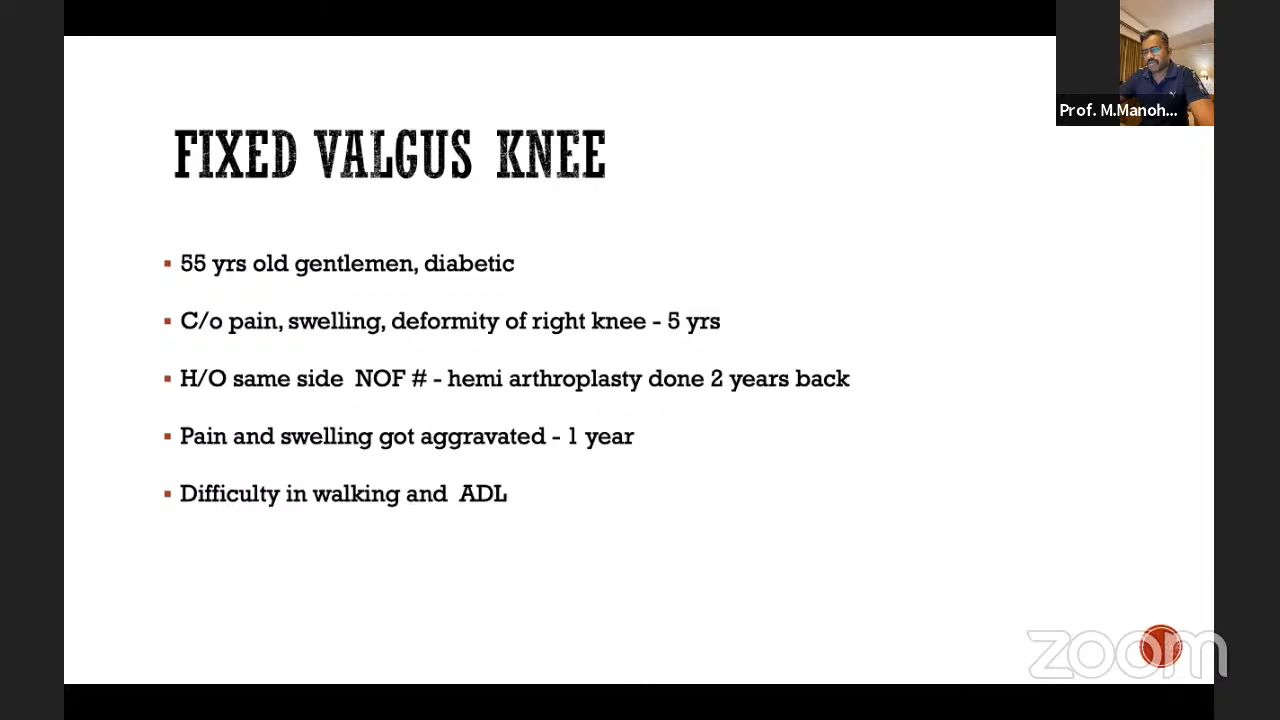 Prof. M.Manoh...
FIXED VALGUS KNEE
55 yrs old gentlemen, diabetic
C/o pain, swelling, deformity of right knee - 5 yrs
H/O same side NOF # - hemi arthroplasty done 2 years back
Pain and swelling got aggravated - 1 year
Difficulty in walking and ADL
zoom